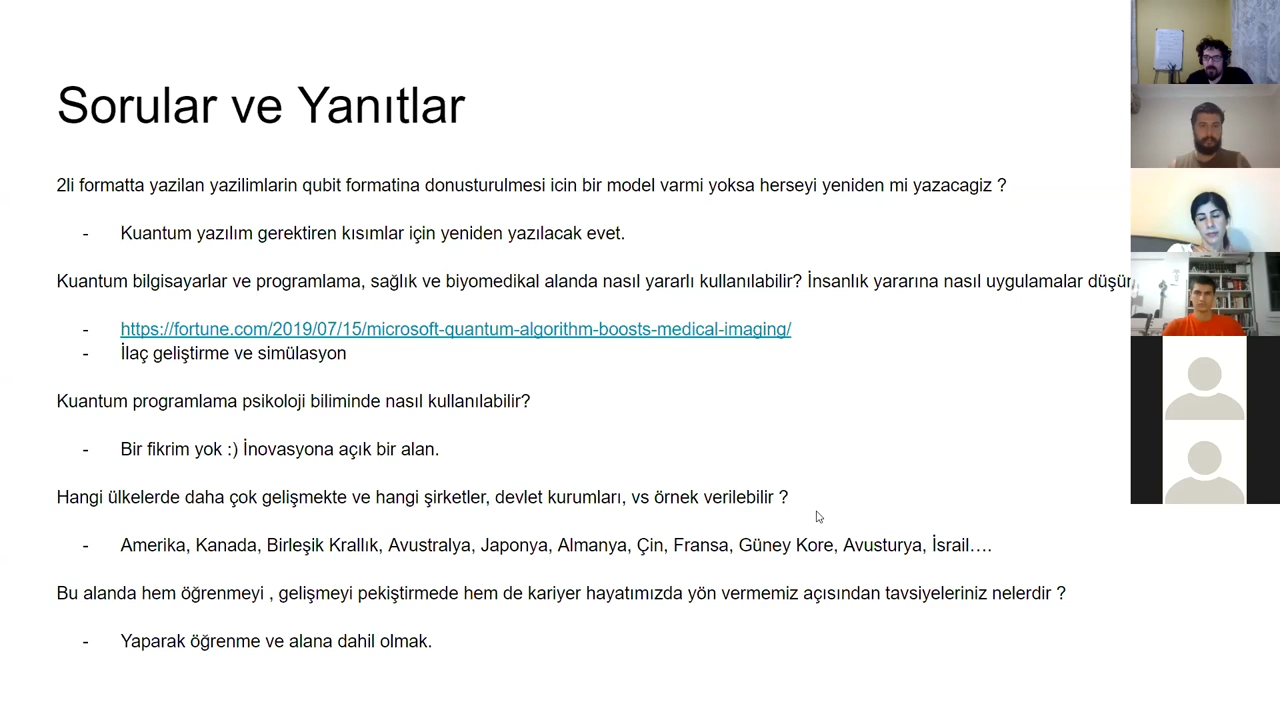 Sorular ve Yanıtlar
2li formatta yazilan yazilimlarin qubit formatina donusturulmesi icin bir model varmi yoksa herseyi yeniden mi yazacagiz ?
- Kuantum yazılım gerektiren kısımlar için yeniden yazılacak evet.
Kuantum bilgisayarlar ve programlama, sağlık ve biyomedikal alanda nasıl yararlı kullanılabilir? İnsanlık yararına nasıl uygulamalar
- https://fortune.com/2019/07/15/microsoft-quantum-algorithm-boosts-medical-imaging/
- İlaç geliştirme ve simülasyon
Kuantum programlama psikoloji biliminde nasıl kullanılabilir?
- Bir fikrim yok :) İnovasyona açık bir alan.
Hangi ülkelerde daha çok gelişmekte ve hangi şirketler, devlet kurumları, vs örnek verilebilir ?
- Amerika, Kanada, Birleşik Krallık, Avustralya, Japonya, Almanya, Çin, Fransa, Güney Kore, Avusturya, İsrail….
Bu alanda hem öğrenmeyi , gelişmeyi pekiştirmede hem de kariyer hayatımızda yön vermemiz açısından tavsiyeleriniz nelerdir ?
- Yaparak öğrenme ve alana dahil olmak.